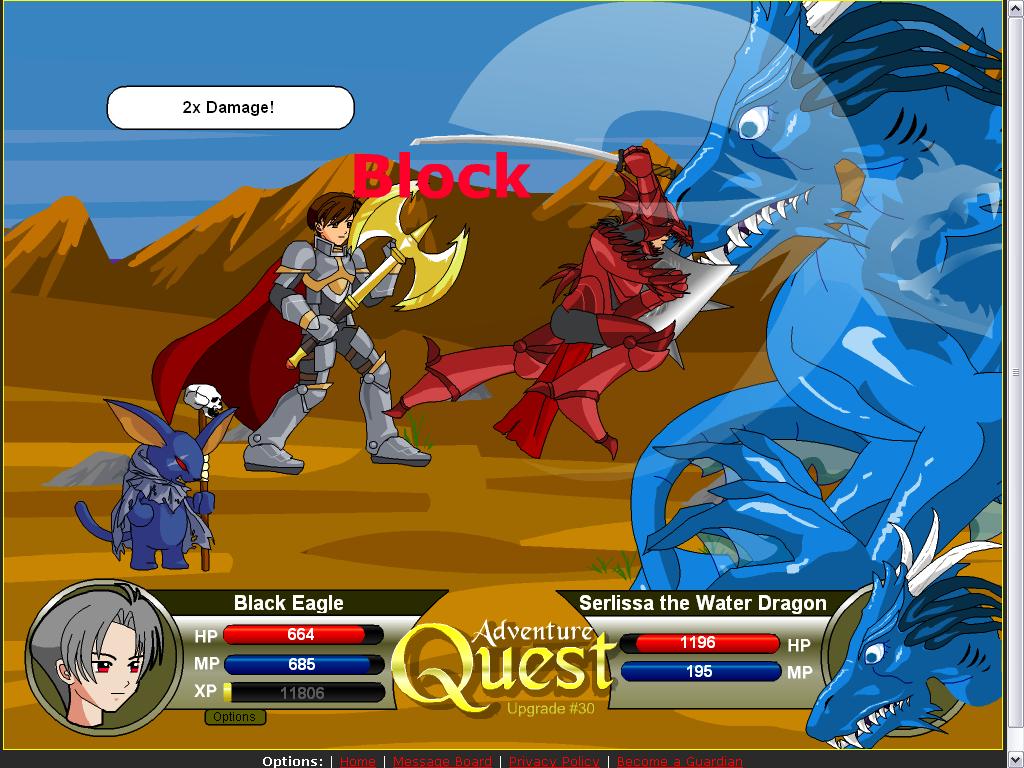 2x Damage!
Block
Black Eagle
HP 664
MP 685
XP 11806
Options
Adventure
Quest
Upgrade #30
Serlissa the Water Dragon
1196 HP
195 MP
Options: | Home | Message Board | Privacy Policy | Become a Guardian